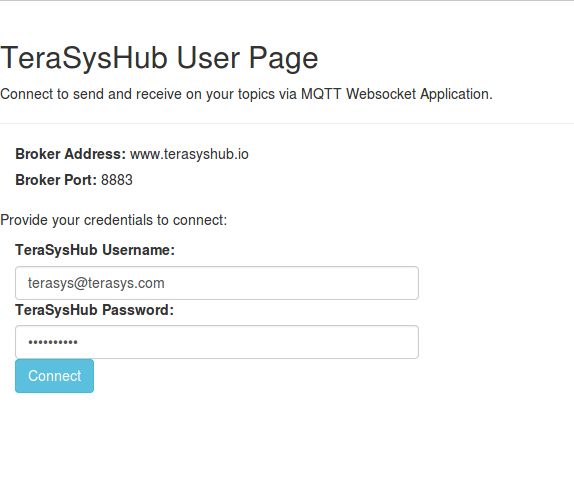 TeraSysHub User Page
Connect to send and receive on your topics via MQTT Websocket Application.
Broker Address: www.terasyshub.io
Broker Port: 8883
Provide your credentials to connect:
TeraSysHub Username:
terasys@terasys.com
TeraSysHub Password:
••••••••••
Connect